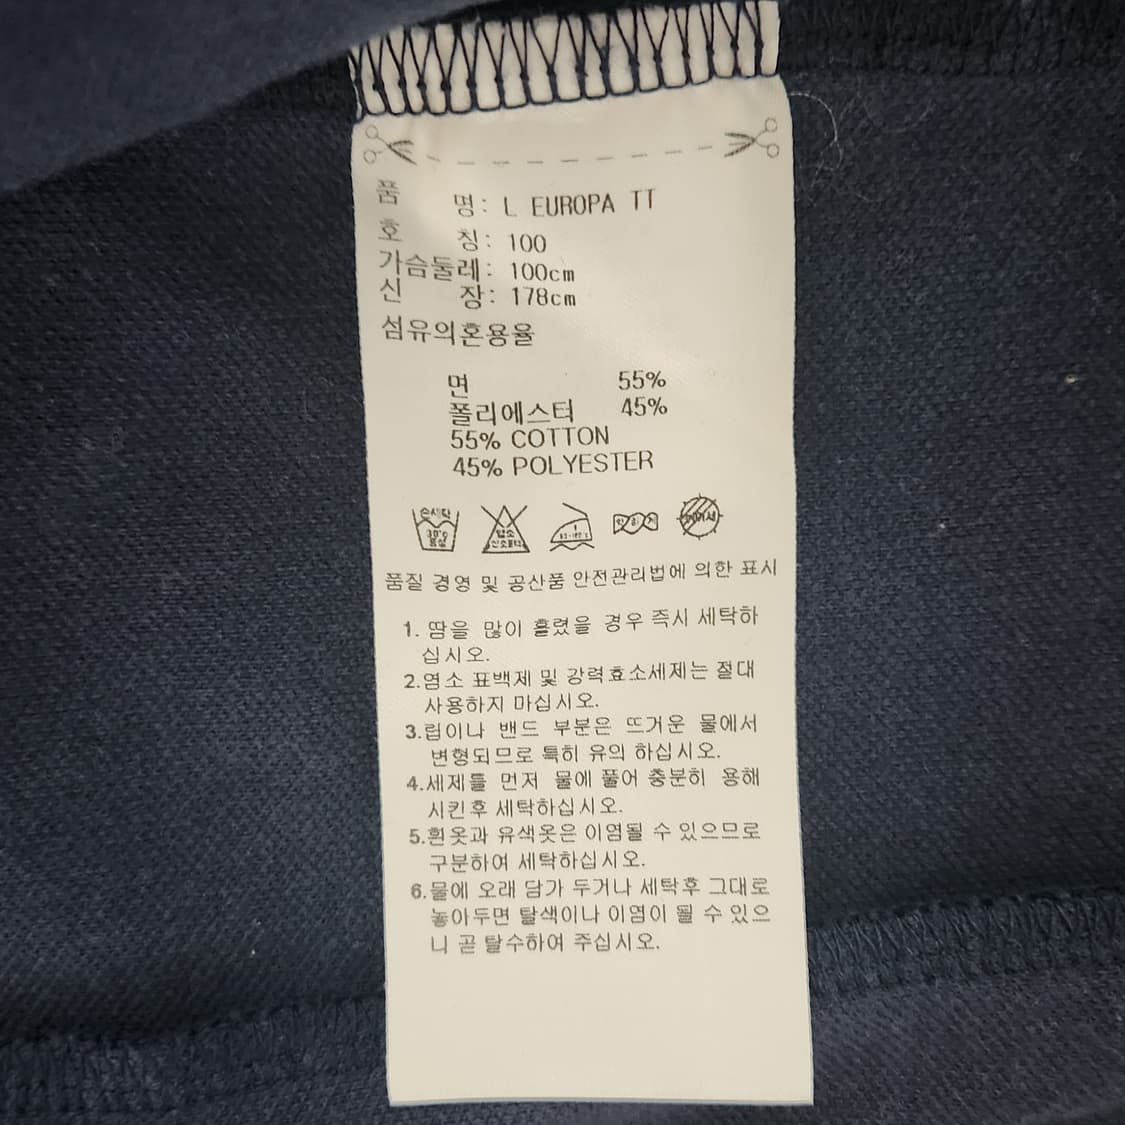 품 명: L EUROPA TT
호 칭: 100
가슴둘레: 100cm
신 장: 178cm
섬유의혼용율
면 55%
폴리에스터 45%
55% COTTON
45% POLYESTER
손세탁
30℃
중성
염소
산소표백
안 하 게
드라이
품질 경영 및 공산품 안전관리법에 의한 표시
1. 땀을 많이 흘렸을 경우 즉시 세탁하
십시오.
2.염소 표백제 및 강력효소세제는 절대
사용하지 마십시오.
3.립이나 밴드 부분은 뜨거운 물에서
변형되므로 특히 유의 하십시오.
4.세제를 먼저 물에 풀어 충분히 용해
시킨후 세탁하십시오.
5.흰옷과 유색옷은 이염될 수 있으므로
구분하여 세탁하십시오.
6.물에 오래 담가 두거나 세탁후 그대로
놓아두면 탈색이나 이염이 될 수 있으
니 곧 탈수하여 주십시오.